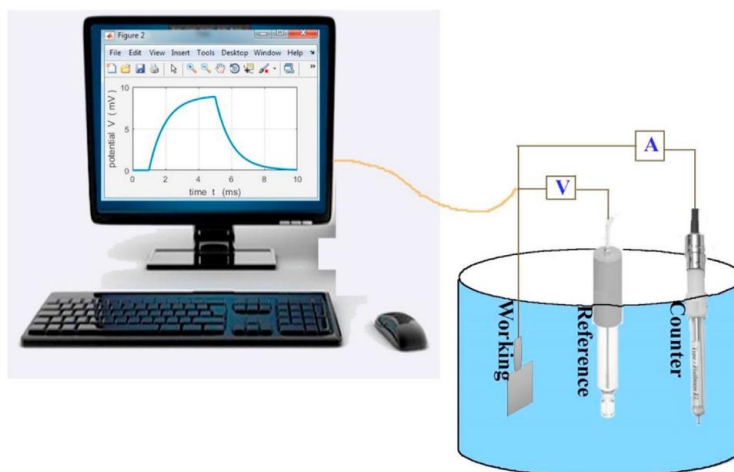 Figure 2
File Edit View Insert Tools Desktop Window Help
potential V (mV)
10
5
0
0 2 4 6 8 10
time t (ms)
A
V
Working
Reference
Counter